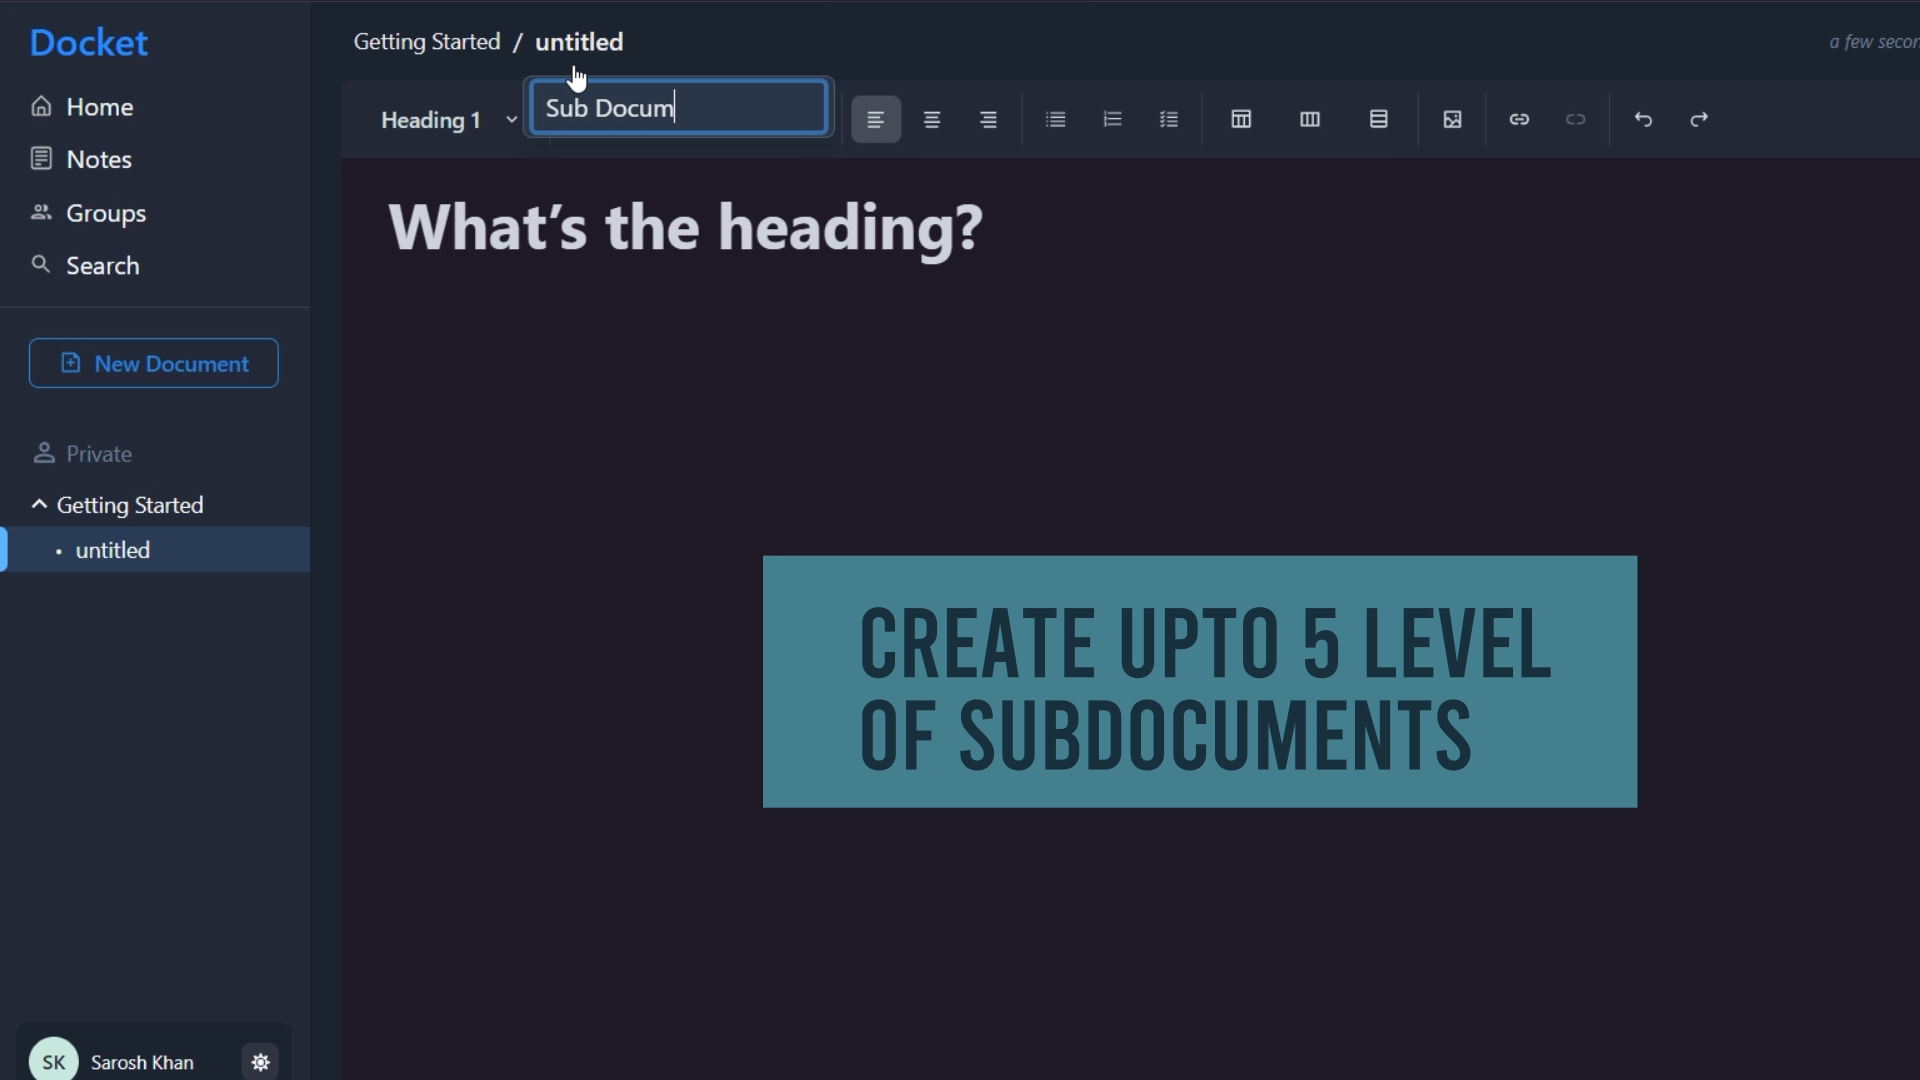 Docket
Home
Notes
Groups
Search
New Document
Private
Getting Started
untitled
SK Sarosh Khan
Getting Started / untitled
a few secon
Sub Docum
Heading 1
What's the heading?
CREATE UPTO 5 LEVEL
OF SUBDOCUMENTS